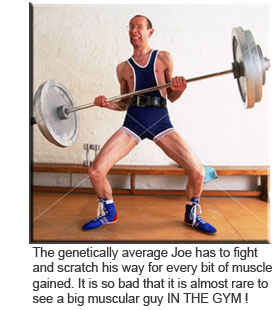 The genetically average Joe has to fight
and scratch his way for every bit of muscle
gained. It is so bad that it is almost rare to
see a big muscular guy IN THE GYM !